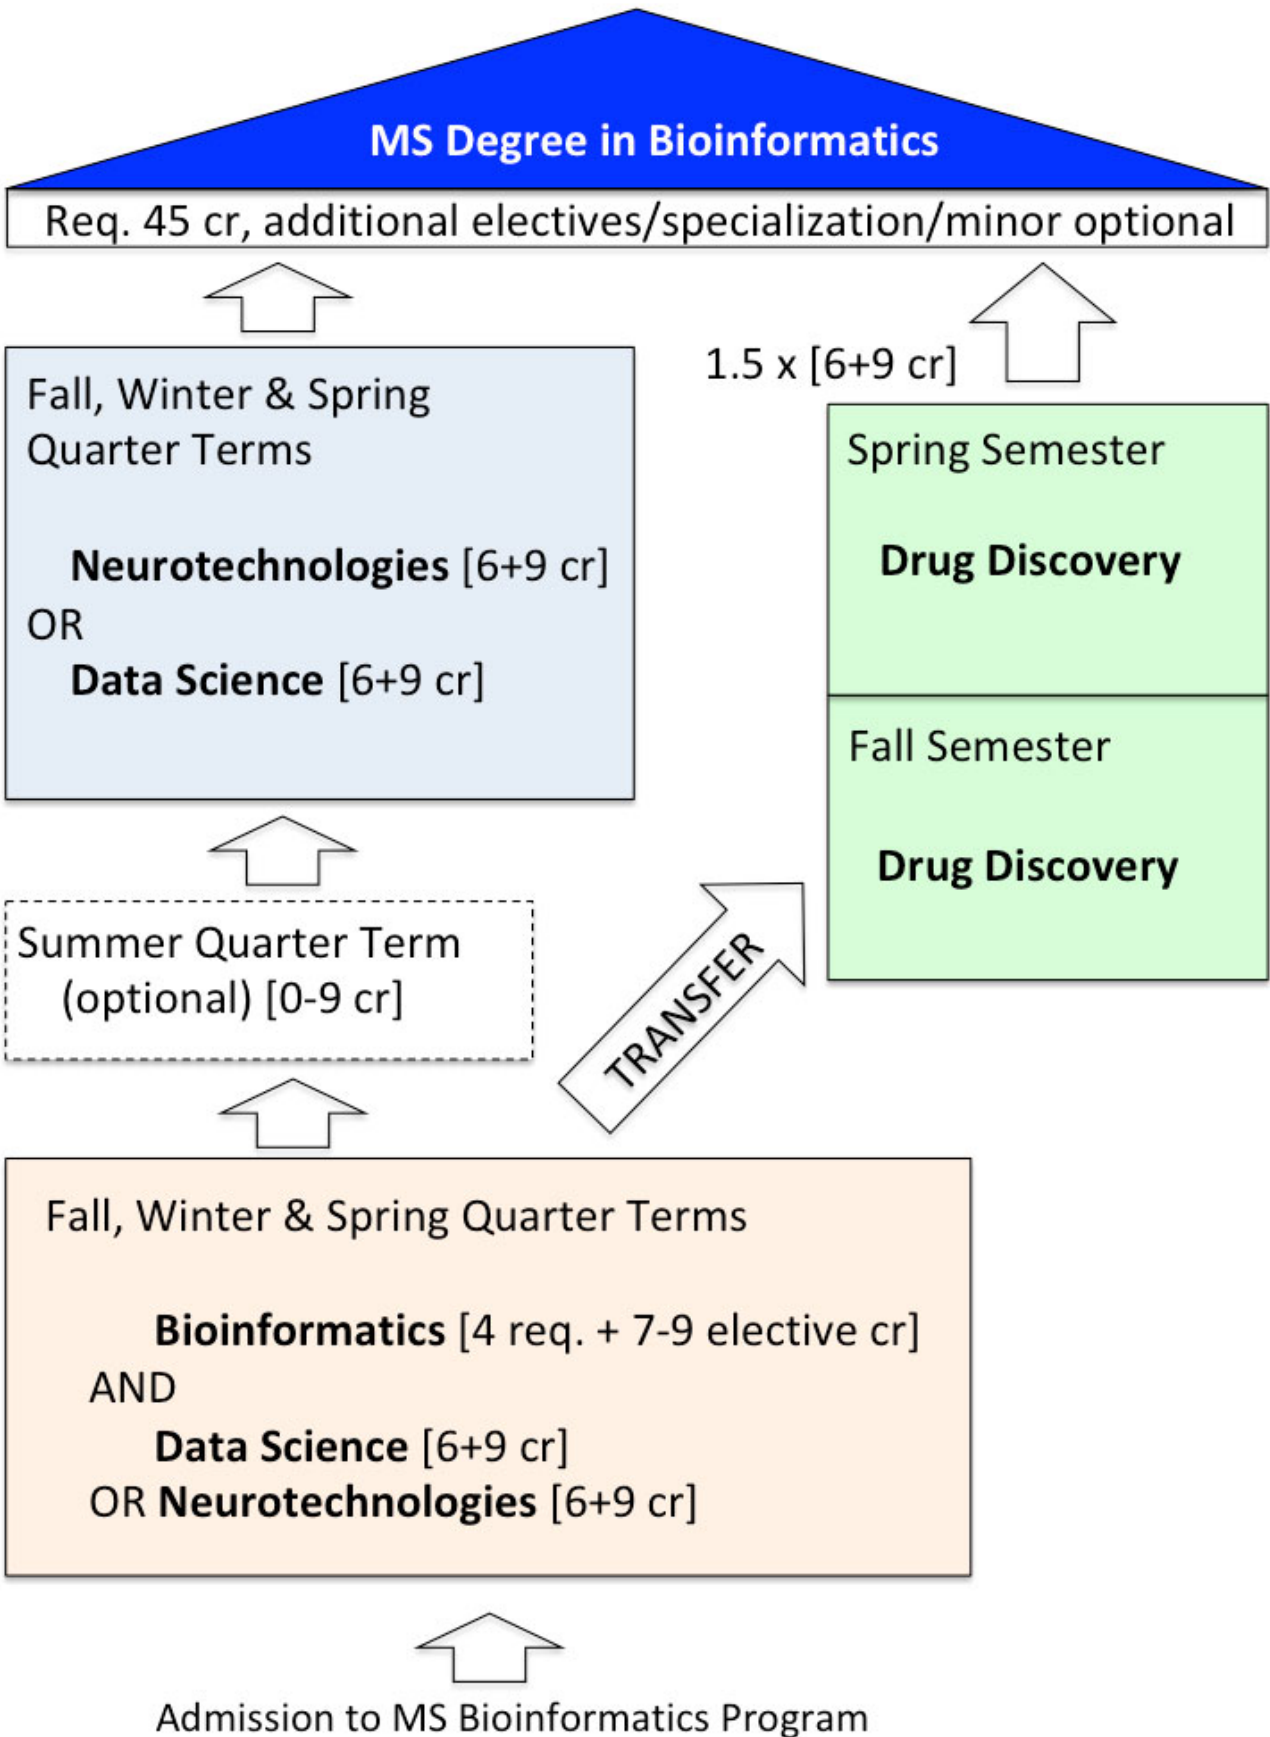 MS Degree in Bioinformatics
Req. 45 cr, additional electives/specialization/minor optional
Fall, Winter & Spring
Quarter Terms
Neurotechnologies [6+9 cr]
OR
Data Science [6+9 cr]
1.5 x [6+9 cr]
Spring Semester
Drug Discovery
Fall Semester
Drug Discovery
Summer Quarter Term
(optional) [0-9 cr]
TRANSFER
Fall, Winter & Spring Quarter Terms
Bioinformatics [4 req. + 7-9 elective cr]
AND
Data Science [6+9 cr]
OR Neurotechnologies [6+9 cr]
Admission to MS Bioinformatics Program